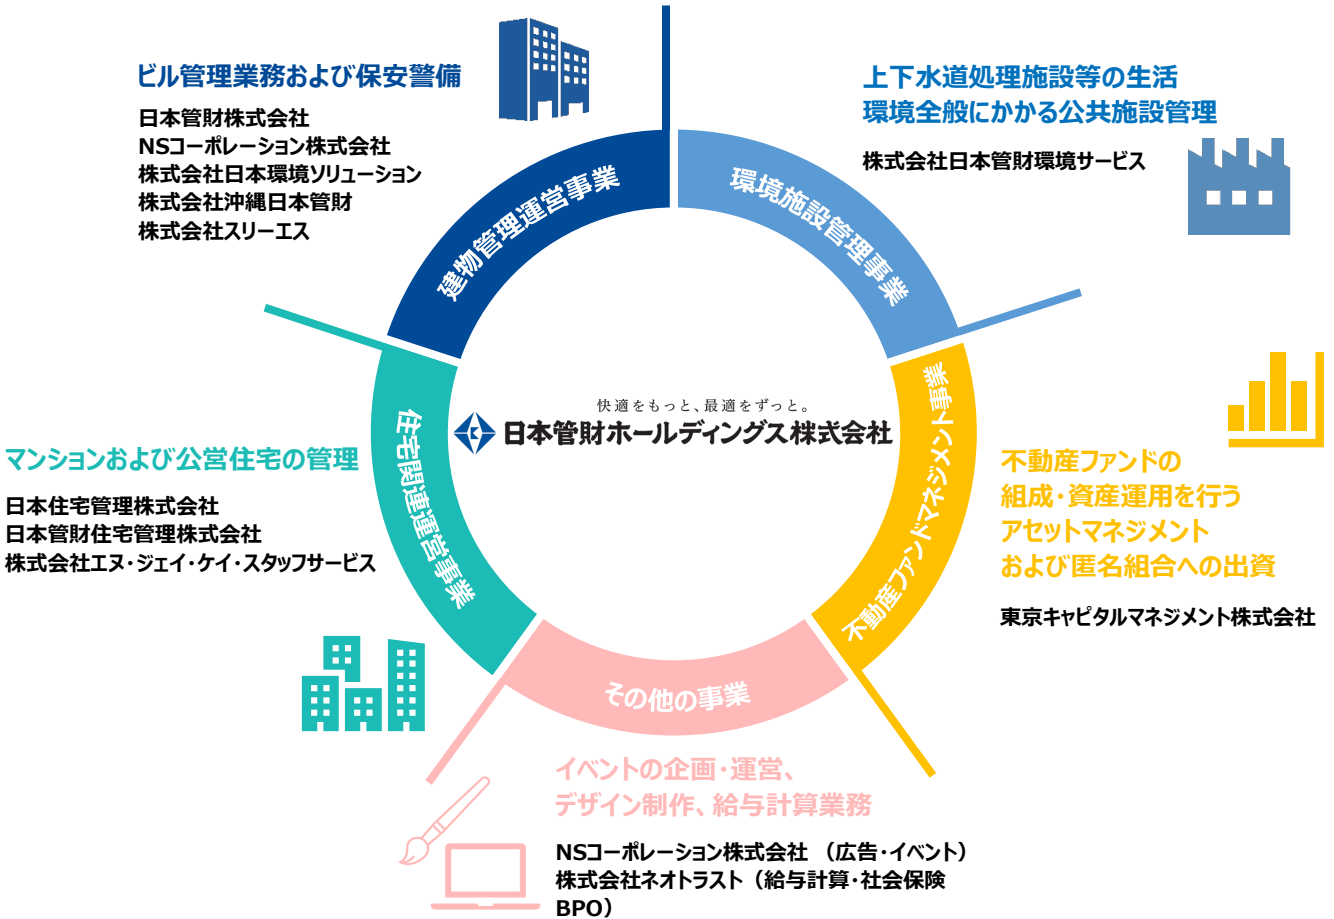 ビル管理業務および保安警備
日本管財株式会社
NSコーポレーション株式会社
株式会社日本環境ソリューション
株式会社沖縄日本管財
株式会社スリーエス
建物管理運営事業
上下水道処理施設等の生活
環境全般にかかる公共施設管理
株式会社日本管財環境サービス
環境施設管理事業
快適をもっと、最適をずっと。
日本管財ホールディングス株式会社
マンションおよび公営住宅の管理
日本住宅管理株式会社
日本管財住宅管理株式会社
株式会社エヌ・ジェイ・ケイ・スタッフサービス
住宅関連運営事業
不動産ファンドマネジメント事業
不動産ファンドの
組成・資産運用を行う
アセットマネジメント
および匿名組合への出資
東京キャピタルマネジメント株式会社
その他の事業
イベントの企画・運営、
デザイン制作、給与計算業務
NSコーポレーション株式会社 （広告・イベント）
株式会社ネオトラスト（給与計算・社会保険
BPO）